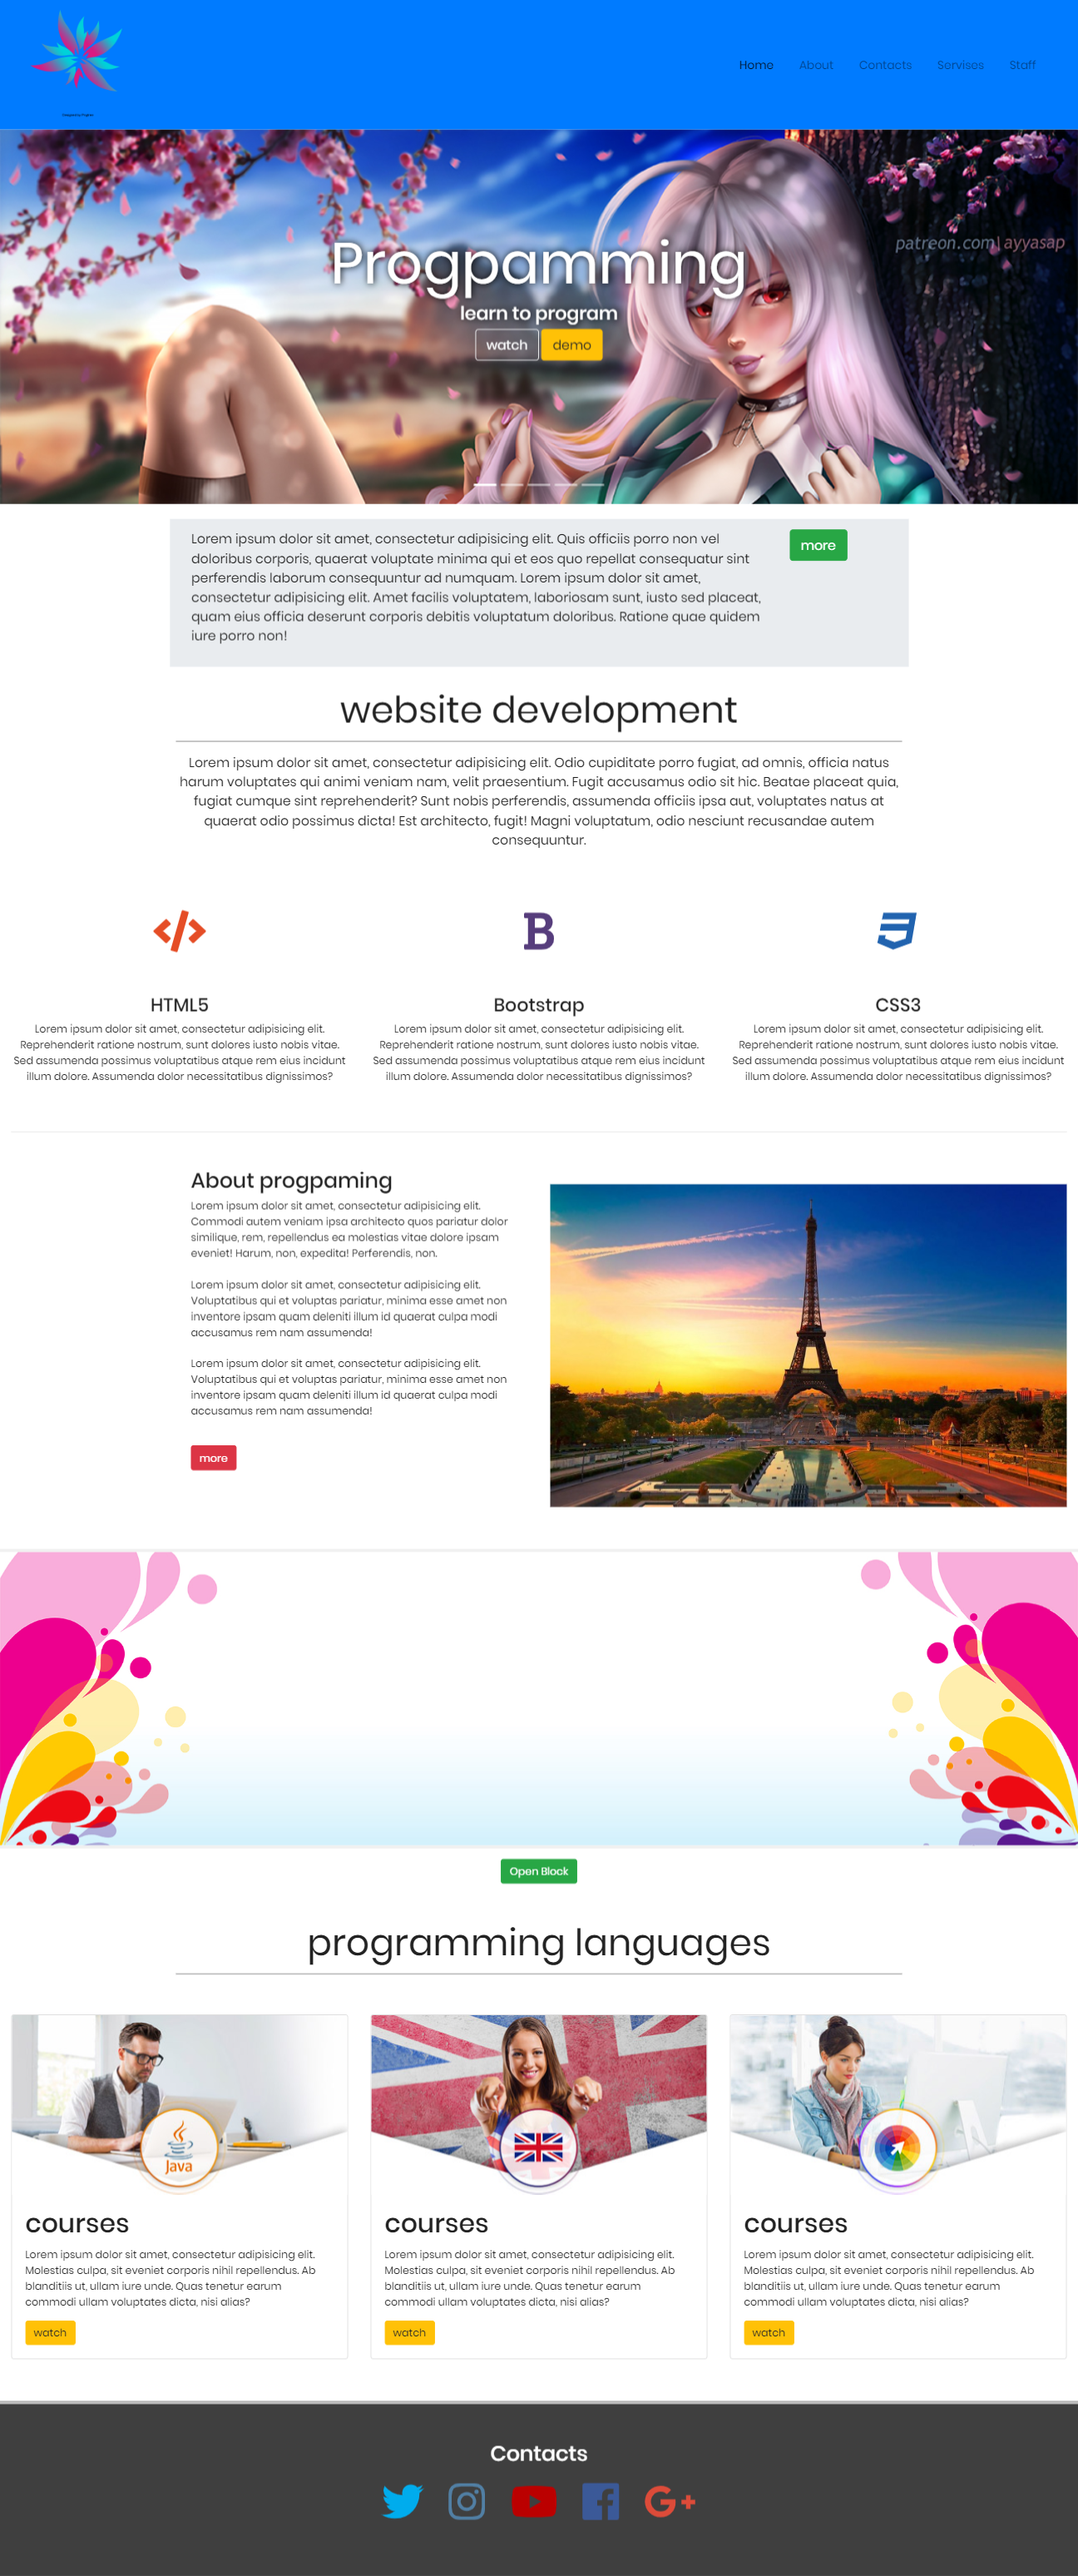 Home About Contacts Servises Staff
patreon.com\ayyasap
Progpamming
learn to program
watch demo
Lorem ipsum dolor sit amet, consectetur adipisicing elit. Quis officiis porro non vel
doloribus corporis, quaerat voluptate minima qui et eos quo repellat consequatur sint
perferendis laborum consequuntur ad numquam. Lorem ipsum dolor sit amet,
consectetur adipisicing elit. Amet facilis voluptatem, laboriosam sunt, iusto sed placeat,
quam eius officia deserunt corporis debitis voluptatum doloribus. Ratione quae quidem
iure porro non!
more
website development
Lorem ipsum dolor sit amet, consectetur adipisicing elit. Odio cupiditate porro fugiat, ad omnis, officia natus
harum voluptates qui animi veniam nam, velit praesentium. Fugit accusamus odio sit hic. Beatae placeat quia,
fugiat cumque sint reprehenderit? Sunt nobis perferendis, assumenda officiis ipsa aut, voluptates natus at
quaerat odio possimus dicta! Est architecto, fugit! Magni voluptatum, odio nesciunt recusandae autem
consequuntur.
HTML5
Lorem ipsum dolor sit amet, consectetur adipisicing elit.
Reprehenderit ratione nostrum, sunt dolores iusto nobis vitae.
Sed assumenda possimus voluptatibus atque rem eius incidunt
illum dolore. Assumenda dolor necessitatibus dignissimos?
Bootstrap
Lorem ipsum dolor sit amet, consectetur adipisicing elit.
Reprehenderit ratione nostrum, sunt dolores iusto nobis vitae.
Sed assumenda possimus voluptatibus atque rem eius incidunt
illum dolore. Assumenda dolor necessitatibus dignissimos?
CSS3
Lorem ipsum dolor sit amet, consectetur adipisicing elit.
Reprehenderit ratione nostrum, sunt dolores iusto nobis vitae.
Sed assumenda possimus voluptatibus atque rem eius incidunt
illum dolore. Assumenda dolor necessitatibus dignissimos?
About progpaming
Lorem ipsum dolor sit amet, consectetur adipisicing elit.
Commodi autem veniam ipsa architecto quos pariatur dolor
similique, rem, repellendus ea molestias vitae dolore ipsam
eveniet! Harum, non, expedita! Perferendis, non.
Lorem ipsum dolor sit amet, consectetur adipisicing elit.
Voluptatibus qui et voluptas pariatur, minima esse amet non
inventore ipsam quam deleniti illum id quaerat culpa modi
accusamus rem nam assumenda!
Lorem ipsum dolor sit amet, consectetur adipisicing elit.
Voluptatibus qui et voluptas pariatur, minima esse amet non
inventore ipsam quam deleniti illum id quaerat culpa modi
accusamus rem nam assumenda!
more
Open Block
programming languages
Java
courses
Lorem ipsum dolor sit amet, consectetur adipisicing elit.
Molestias culpa, sit eveniet corporis nihil repellendus. Ab
blanditiis ut, ullam iure unde. Quas tenetur earum
commodi ullam voluptates dicta, nisi alias?
watch
courses
Lorem ipsum dolor sit amet, consectetur adipisicing elit.
Molestias culpa, sit eveniet corporis nihil repellendus. Ab
blanditiis ut, ullam iure unde. Quas tenetur earum
commodi ullam voluptates dicta, nisi alias?
watch
courses
Lorem ipsum dolor sit amet, consectetur adipisicing elit.
Molestias culpa, sit eveniet corporis nihil repellendus. Ab
blanditiis ut, ullam iure unde. Quas tenetur earum
commodi ullam voluptates dicta, nisi alias?
watch
Contacts